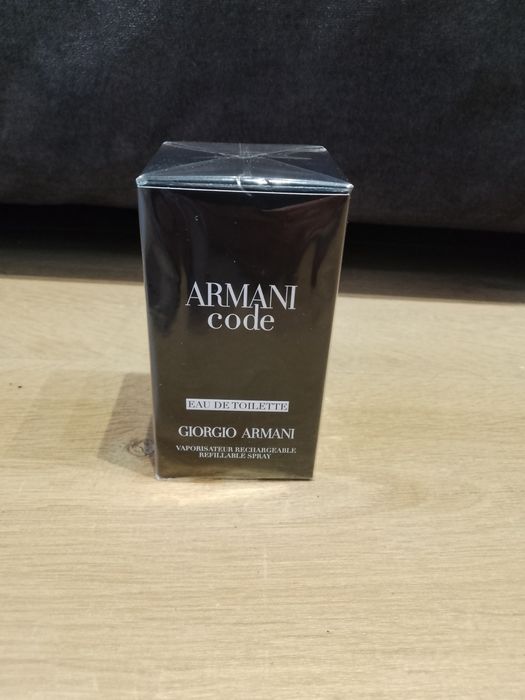 ARMANI
code
EAU DE TOILETTE
GIORGIO ARMANI
VAPORISATEUR RECHARGEABLE
REFILLABLE SPRAY